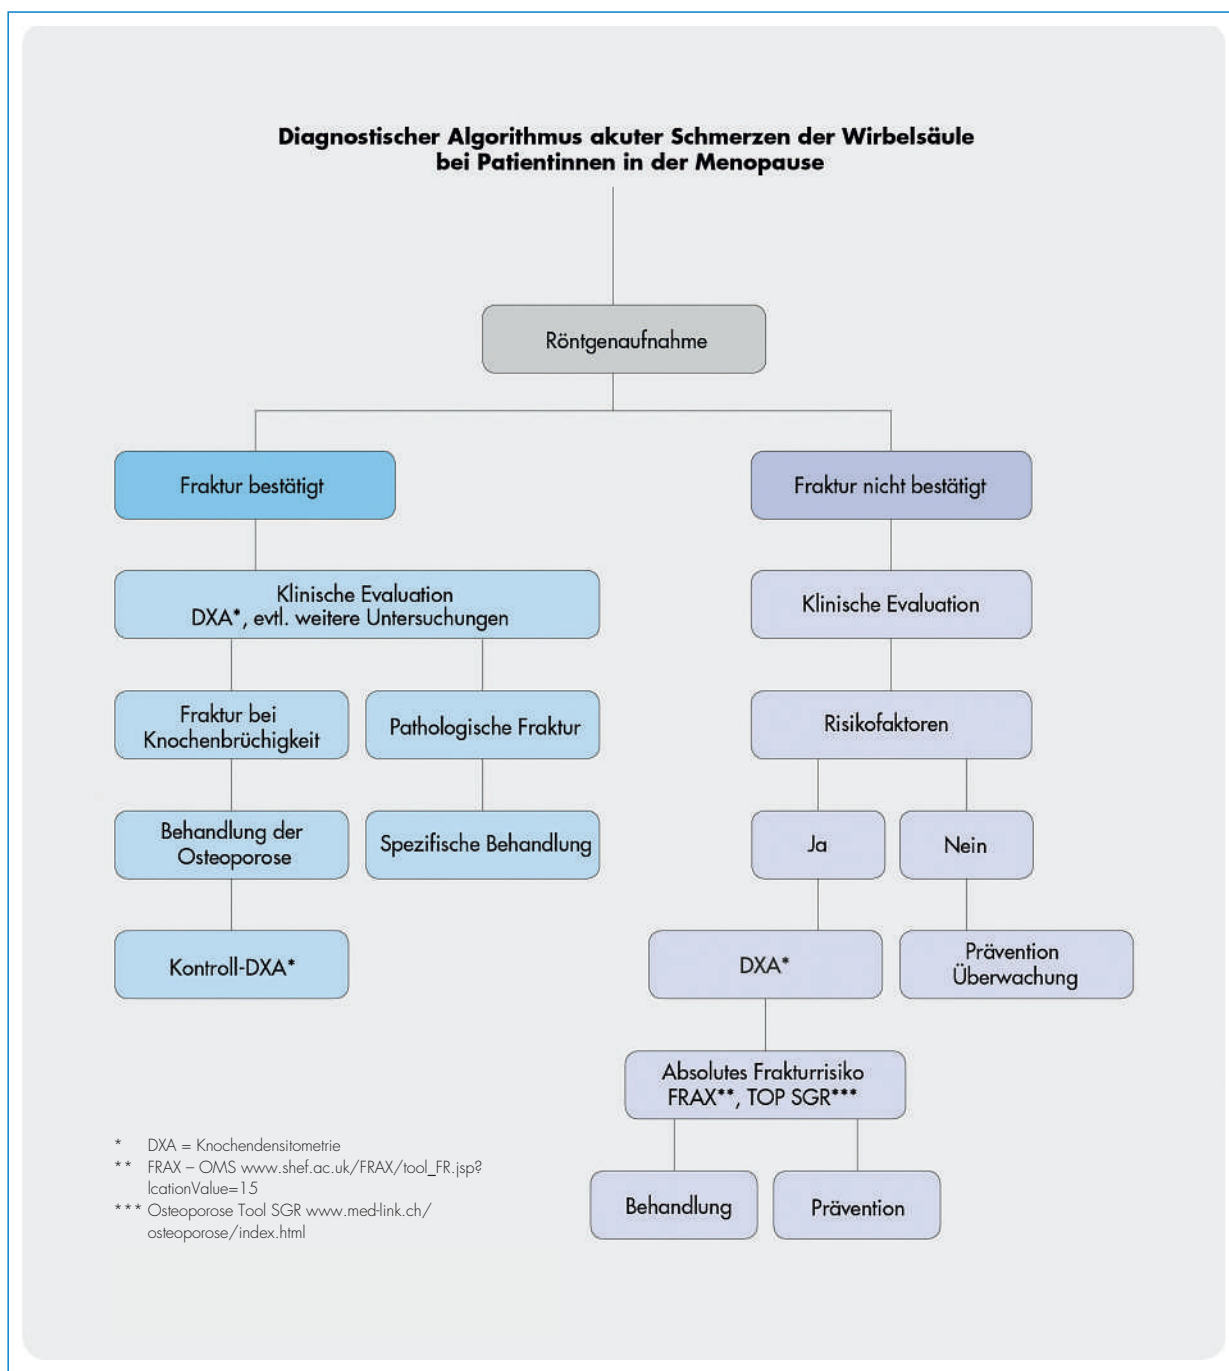 Diagnostischer Algorithmus akuter Schmerzen der Wirbelsäule
bei Patientinnen in der Menopause
Röntgenaufnahme
Fraktur bestätigt
Fraktur nicht bestätigt
Klinische Evaluation
DXA*, evtl. weitere Untersuchungen
Klinische Evaluation
Fraktur bei
Knochenbrüchigkeit
Pathologische Fraktur
Risikofaktoren
Behandlung der
Osteoporose
Spezifische Behandlung
Ja
Nein
Kontroll-DXA*
DXA*
Prävention
Überwachung
Absolutes Frakturrisiko
FRAX**, TOP SGR***
Behandlung
Prävention
* DXA = Knochendensitometrie
** FRAX – OMS www.shef.ac.uk/FRAX/tool_FR.jsp?
lcationValue=15
*** Osteoporose Tool SGR www.med-link.ch/
osteoporose/index.html